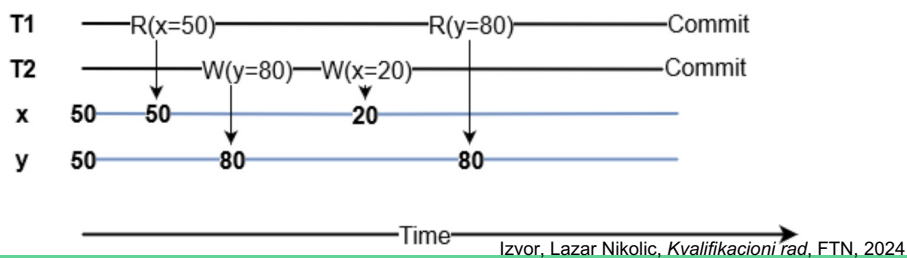 T1 R(x=50) R(y=80) Commit
T2 W(y=80) W(x=20) Commit
x 50 50 20
y 50 80 80
Time
Izvor, Lazar Nikolic, Kvalifikacioni rad, FTN, 2024